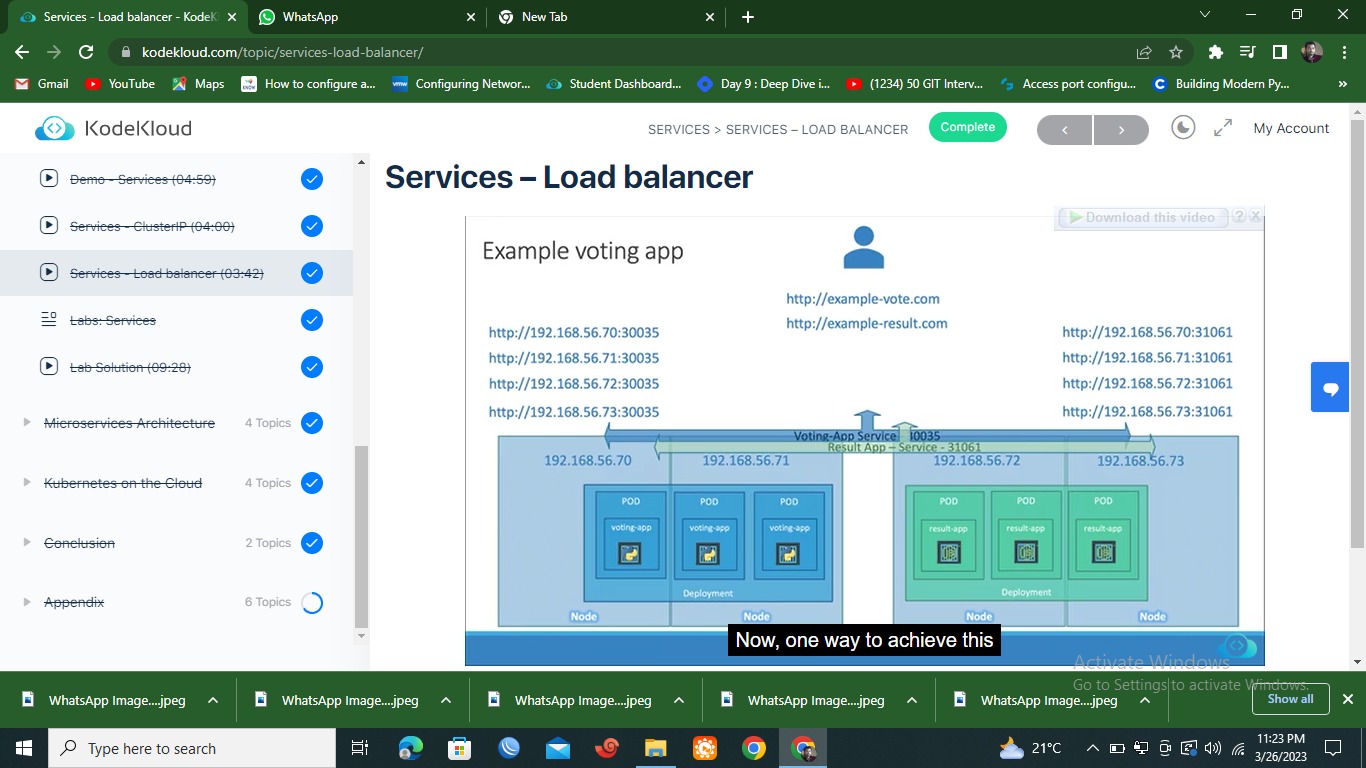 Services - Load balancer - KodeKl
WhatsApp
New Tab
kodekloud.com/topic/services-load-balancer/
Gmail
YouTube
Maps
How to configure a...
Configuring Networ...
Student Dashboard...
Day 9 : Deep Dive i...
(1234) 50 GIT Interv...
Access port configu...
Building Modern Py...
»
KodeKloud
SERVICES > SERVICES – LOAD BALANCER
Complete
My Account
Demo - Services (04:59)
Services - ClusterIP (04:00)
Services - Load balancer (03:42)
Labs: Services
Lab Solution (09:28)
Microservices Architecture 4 Topics
Kubernetes on the Cloud 4 Topics
Conclusion 2 Topics
Appendix 6 Topics
Services – Load balancer
Download this video ?
Example voting app
http://example-vote.com
http://example-result.com
http://192.168.56.70:30035
http://192.168.56.71:30035
http://192.168.56.72:30035
http://192.168.56.73:30035
http://192.168.56.70:31061
http://192.168.56.71:31061
http://192.168.56.72:31061
http://192.168.56.73:31061
Voting-App Service
Result App – Service - 31061
192.168.56.70 192.168.56.71 192.168.56.72 192.168.56.73
POD POD POD POD POD POD
voting-app voting-app voting-app result-app result-app result-app
Deployment Deployment
Node Node Node Node
Now, one way to achieve this
Activate Windows
Go to Settings to activate Windows.
WhatsApp Image....jpeg
WhatsApp Image....jpeg
WhatsApp Image....jpeg
WhatsApp Image....jpeg
WhatsApp Image....jpeg
Show all
Type here to search
21°C
11:23 PM
3/26/2023